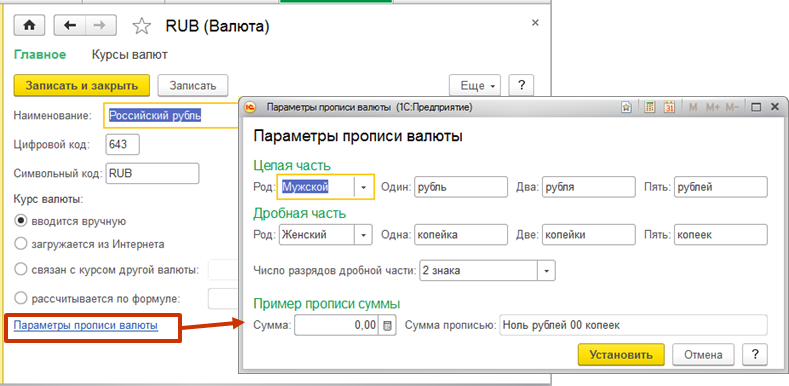 RUB (Валюта)
Главное Курсы валют
Записать и закрыть Записать Еще ?
Наименование: Российский рубль
Цифровой код: 643
Символьный код: RUB
Курс валюты:
вводится вручную
загружается из Интернета
связан с курсом другой валюты:
рассчитывается по формуле:
Параметры прописи валюты
1С Параметры прописи валюты (1С:Предприятие) 31 M M+ M-
Параметры прописи валюты
Целая часть
Род: Мужской Один: рубль Два: рубля Пять: рублей
Дробная часть
Род: Женский Одна: копейка Две: копейки Пять: копеек
Число разрядов дробной части: 2 знака
Пример прописи суммы
Сумма: 0,00 Сумма прописью: Ноль рублей 00 копеек
Установить Отмена ?